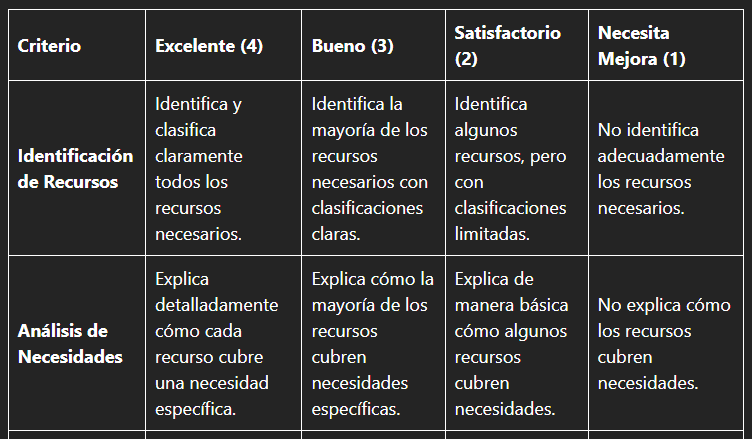 Criterio
Excelente (4)
Bueno (3)
Satisfactorio
(2)
Necesita
Mejora (1)
Identificación
de Recursos
Identifica y
clasifica
claramente
todos los
recursos
necesarios.
Identifica la
mayoría de los
recursos
necesarios con
clasificaciones
claras.
Identifica
algunos
recursos, pero
con
clasificaciones
limitadas.
No identifica
adecuadamente
los recursos
necesarios.
Análisis de
Necesidades
Explica
detalladamente
cómo cada
recurso cubre
una necesidad
específica.
Explica cómo la
mayoría de los
recursos
cubren
necesidades
específicas.
Explica de
manera básica
cómo algunos
recursos
cubren
necesidades.
No explica cómo
los recursos
cubren
necesidades.